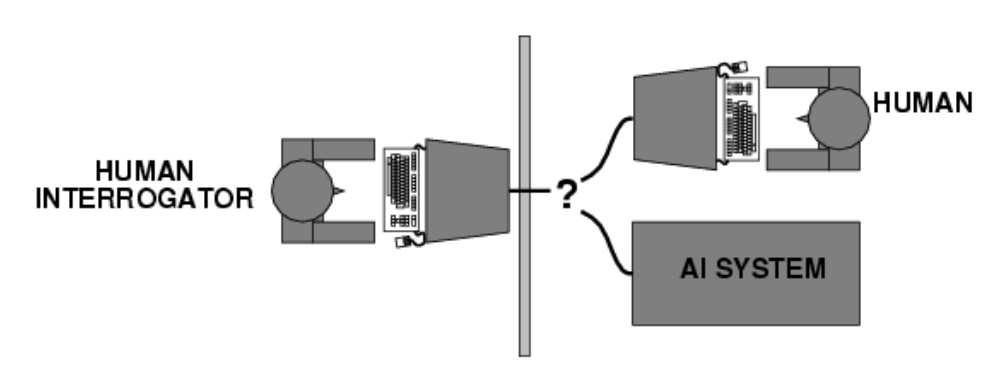 HUMAN
INTERROGATOR
?
HUMAN
AI SYSTEM